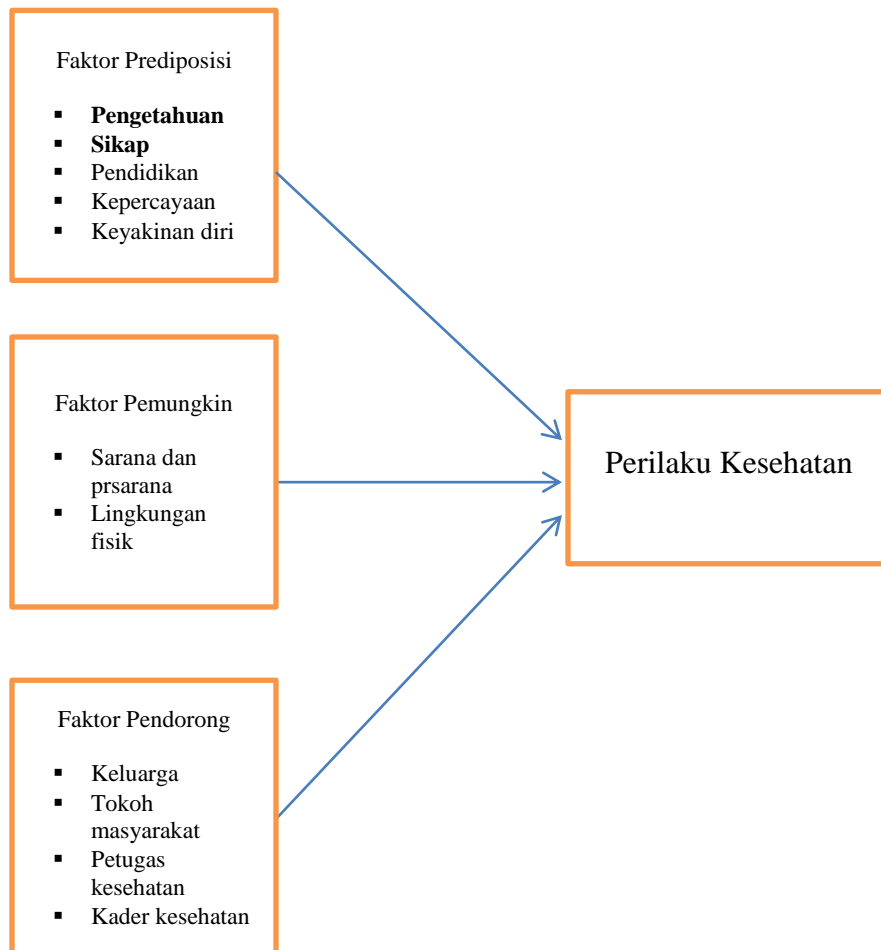 Faktor Prediposisi
▪ Pengetahuan
▪ Sikap
▪ Pendidikan
▪ Kepercayaan
▪ Keyakinan diri
Faktor Pemungkin
▪ Sarana dan
prsarana
▪ Lingkungan
fisik
Perilaku Kesehatan
Faktor Pendorong
▪ Keluarga
▪ Tokoh
masyarakat
▪ Petugas
kesehatan
▪ Kader kesehatan